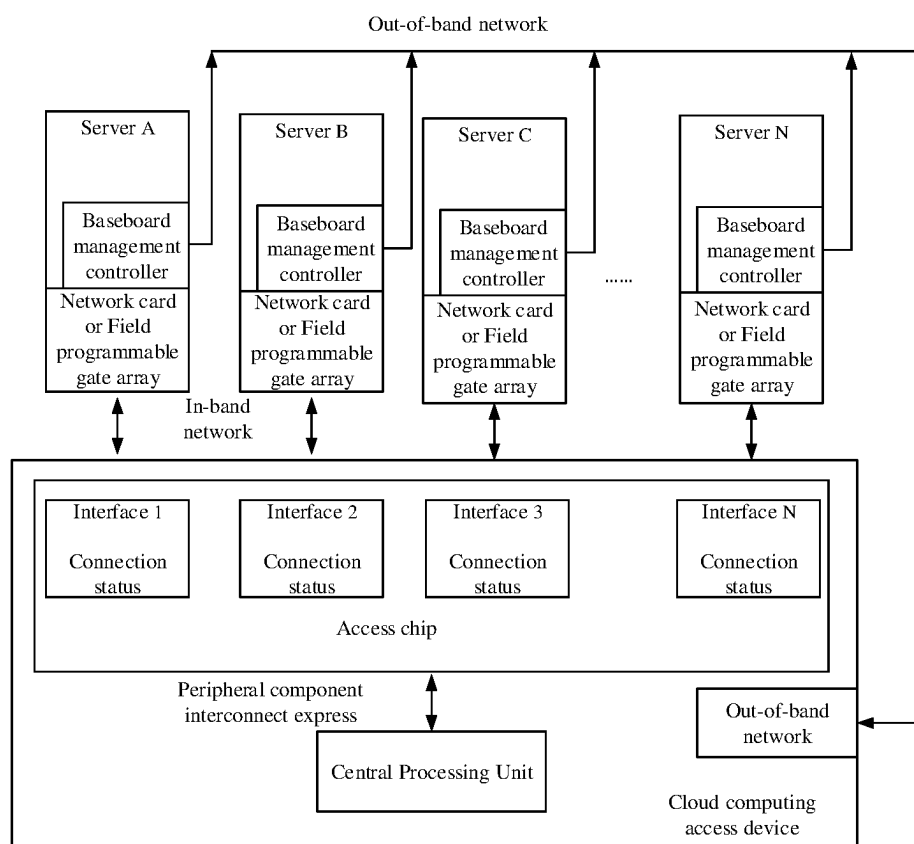 Out-of-band network
Server A
Baseboard
management
controller
Network card
or Field
programmable
gate array
Server B
Baseboard
management
controller
Network card
or Field
programmable
gate array
Server C
Baseboard
management
controller
Network card
or Field
programmable
gate array
......
Server N
Baseboard
management
controller
Network card
or Field
programmable
gate array
In-band
network
Interface 1
Connection
status
Interface 2
Connection
status
Interface 3
Connection
status
Interface N
Connection
status
Access chip
Peripheral component
interconnect express
Central Processing Unit
Out-of-band
network
Cloud computing
access device